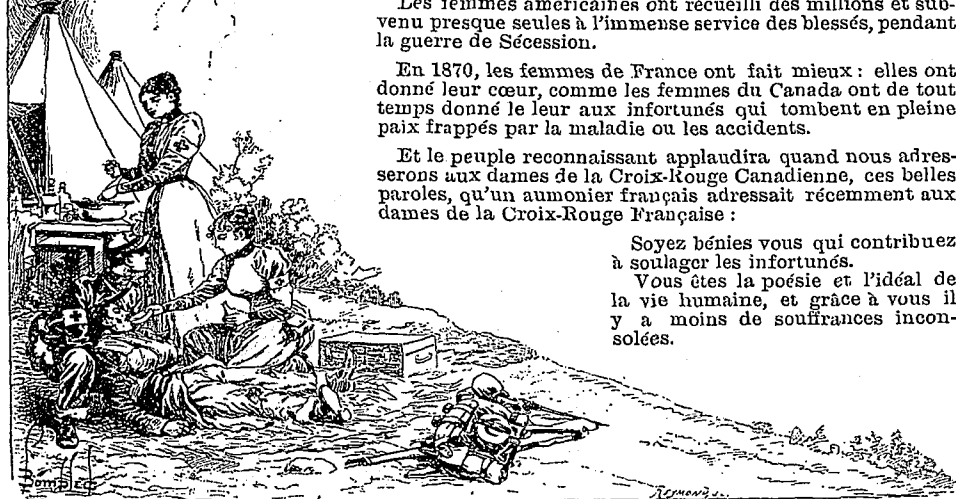 Les femmes américaines ont recueilli des millions et sub-
venu presque seules à l'immense service des blessés, pendant
la guerre de Sécession.
En 1870, les femmes de France ont fait mieux : elles ont
donné leur cœur, comme les femmes du Canada ont de tout
temps donné le leur aux infortunés qui tombent en pleine
paix frappés par la maladie ou les accidents.
Et le peuple reconnaissant applaudira quand nous adres-
serons aux dames de la Croix-Rouge Canadienne, ces belles
paroles, qu'un aumonier français adressait récemment aux
dames de la Croix-Rouge Française :
Soyez bénies vous qui contribuez
à soulager les infortunés.
Vous êtes la poésie et l'idéal de
la vie humaine, et grâce à vous il
y a moins de souffrances incon-
solées.